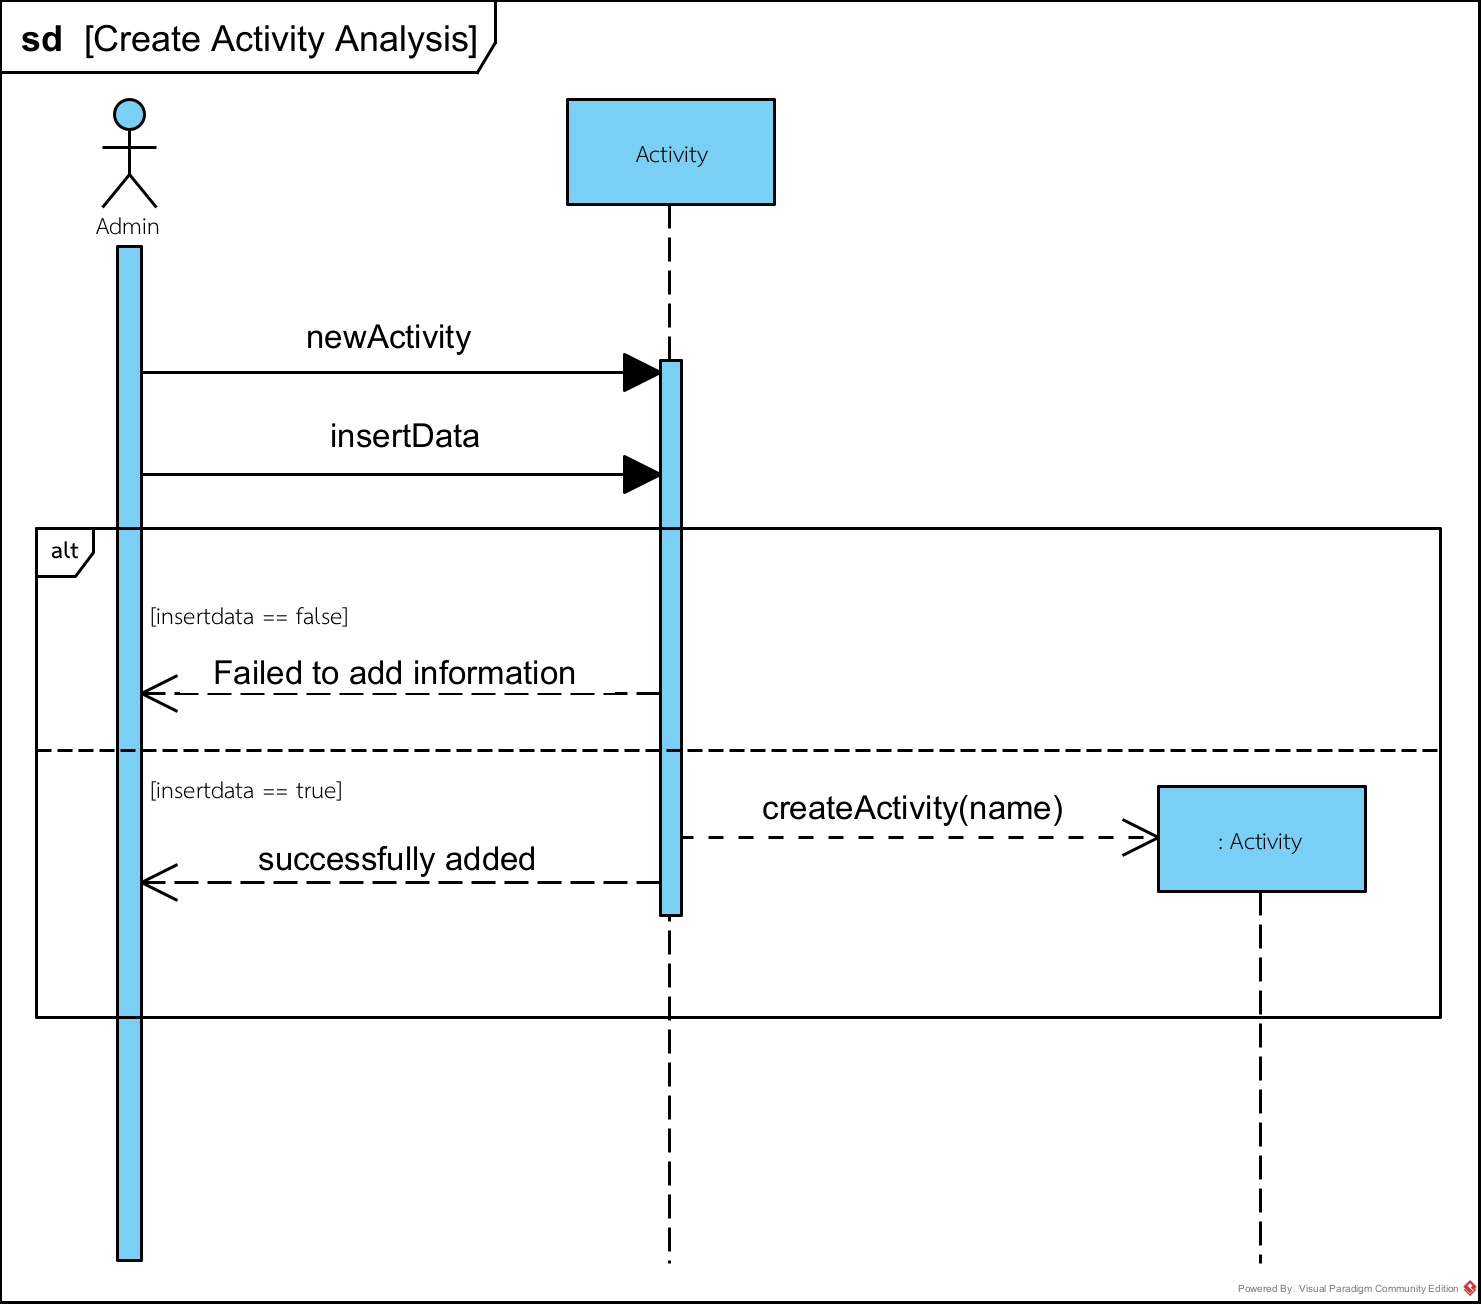 sd [Create Activity Analysis]
Activity
Admin
newActivity
insertData
alt
[insertdata == false]
Failed to add information
[insertdata == true]
createActivity(name)
: Activity
successfully added
Powered By Visual Paradigm Community Edition